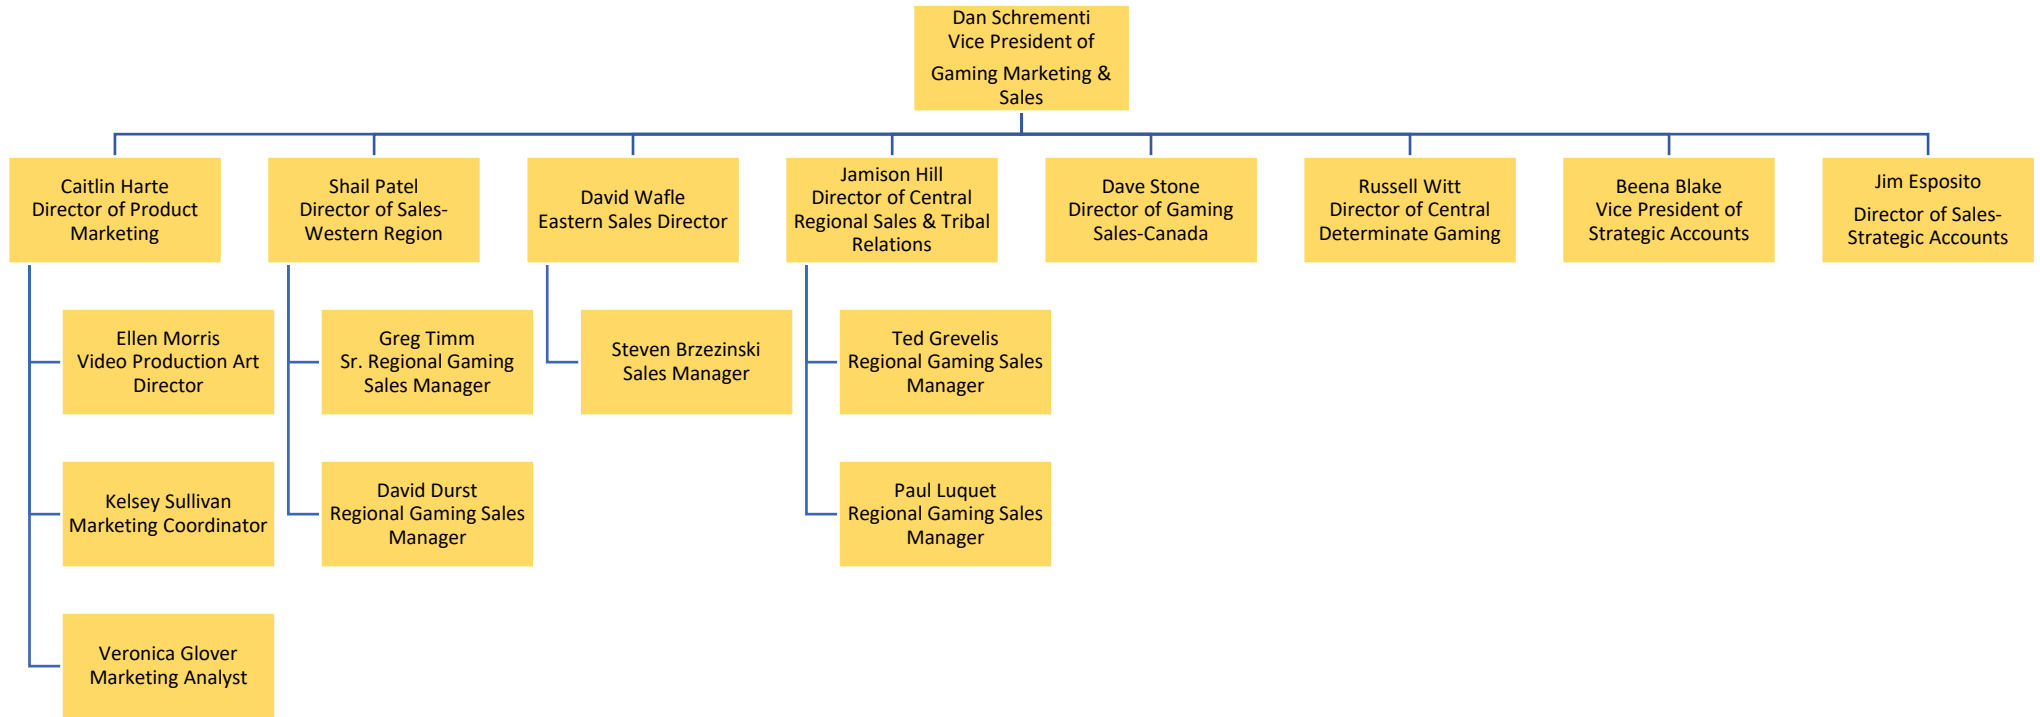 Dan Schrementi
Vice President of
Gaming Marketing &
Sales
Caitlin Harte
Director of Product
Marketing
Shail Patel
Director of Sales-
Western Region
David Wafle
Eastern Sales Director
Jamison Hill
Director of Central
Regional Sales & Tribal
Relations
Dave Stone
Director of Gaming
Sales-Canada
Russell Witt
Director of Central
Determinate Gaming
Beena Blake
Vice President of
Strategic Accounts
Jim Esposito
Director of Sales-
Strategic Accounts
Ellen Morris
Video Production Art
Director
Greg Timm
Sr. Regional Gaming
Sales Manager
Steven Brzezinski
Sales Manager
Ted Grevelis
Regional Gaming Sales
Manager
Kelsey Sullivan
Marketing Coordinator
David Durst
Regional Gaming Sales
Manager
Paul Luquet
Regional Gaming Sales
Manager
Veronica Glover
Marketing Analyst